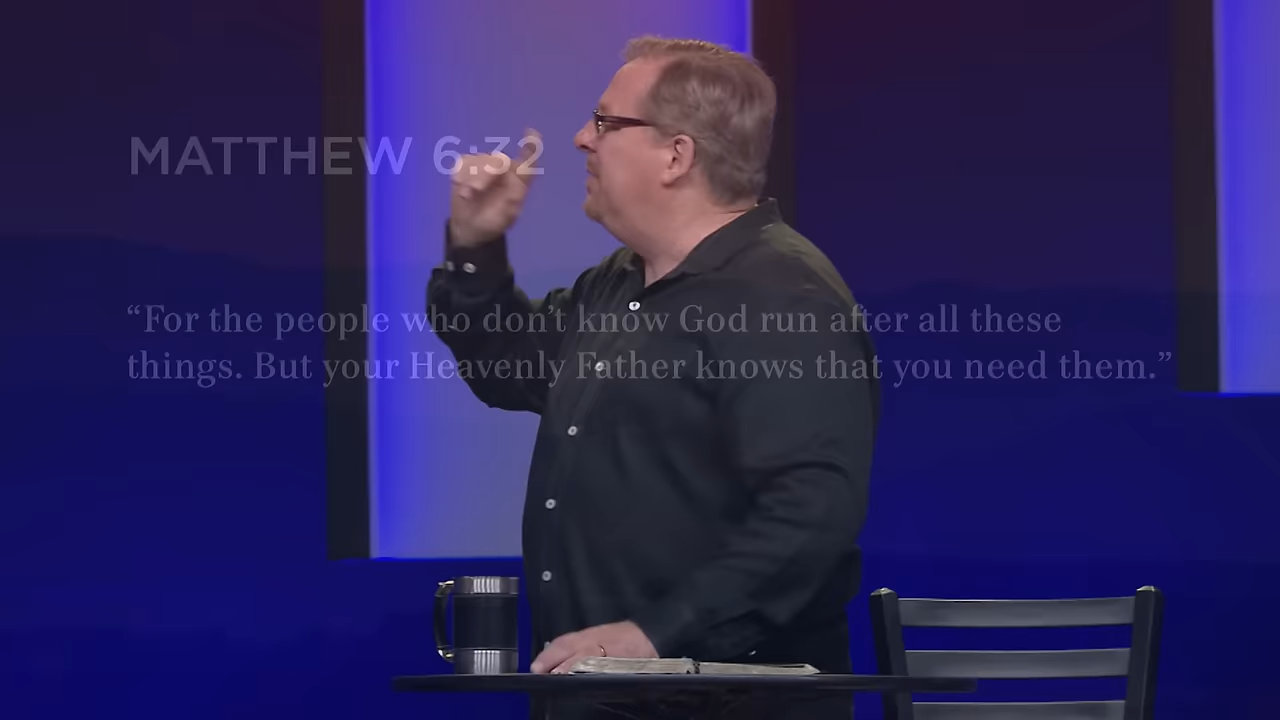 MATTHEW 6:32
“For the people who don’t know God run after all these
things. But your Heavenly Father knows that you need them.”